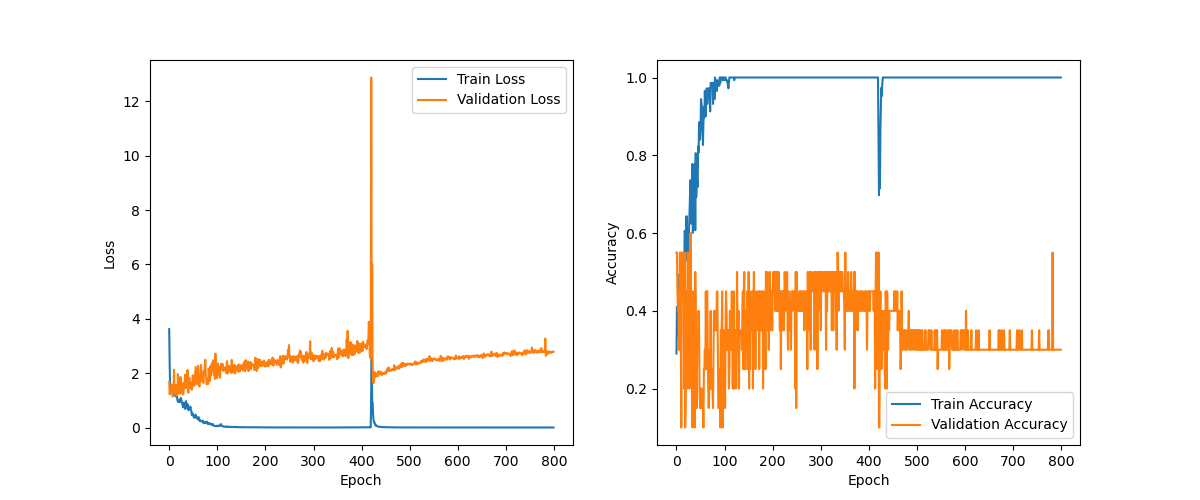 Train Loss
Validation Loss
12
10
8
6
4
2
0
Loss
0 100 200 300 400 500 600 700 800
Epoch
1.0
0.8
0.6
0.4
0.2
Accuracy
Train Accuracy
Validation Accuracy
0 100 200 300 400 500 600 700 800
Epoch